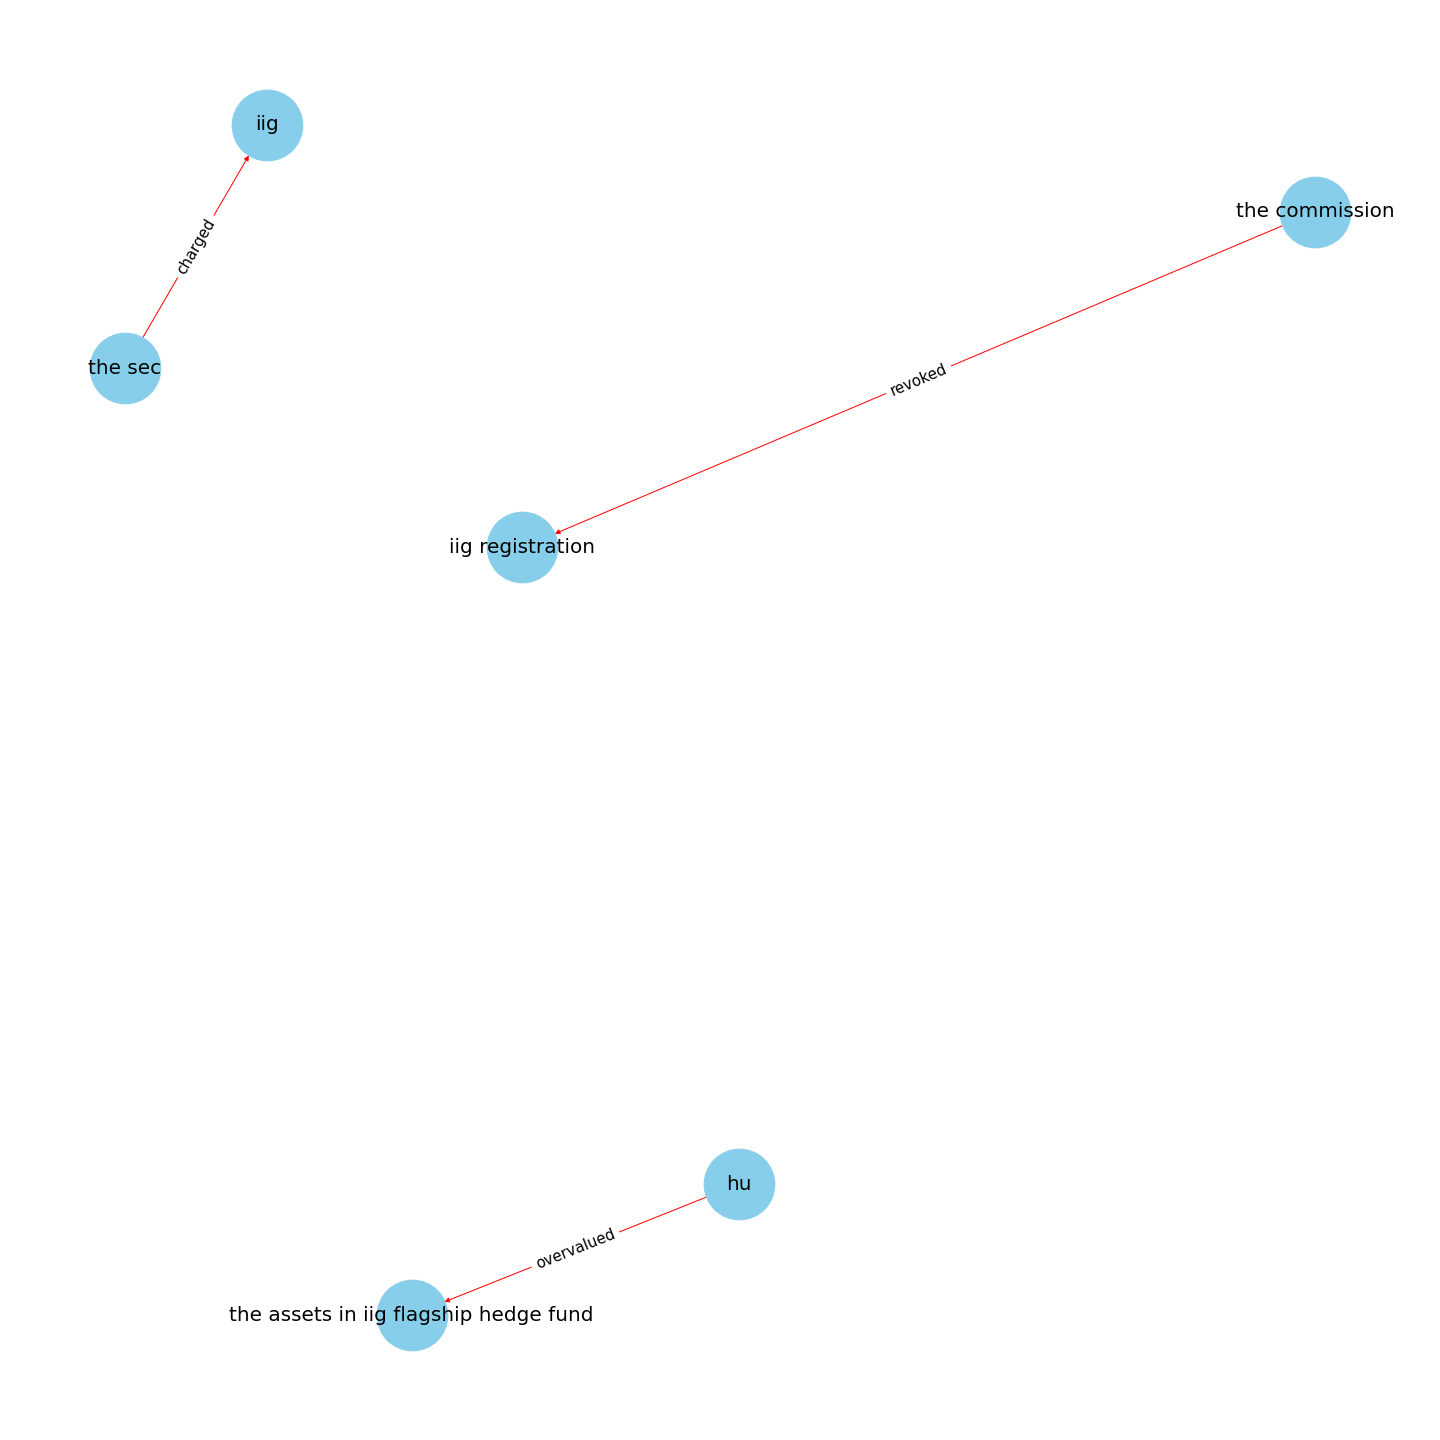 iig
the commission
charged
the sec
revoked
iig registration
hu
overvalued
the assets in iig flagship hedge fund